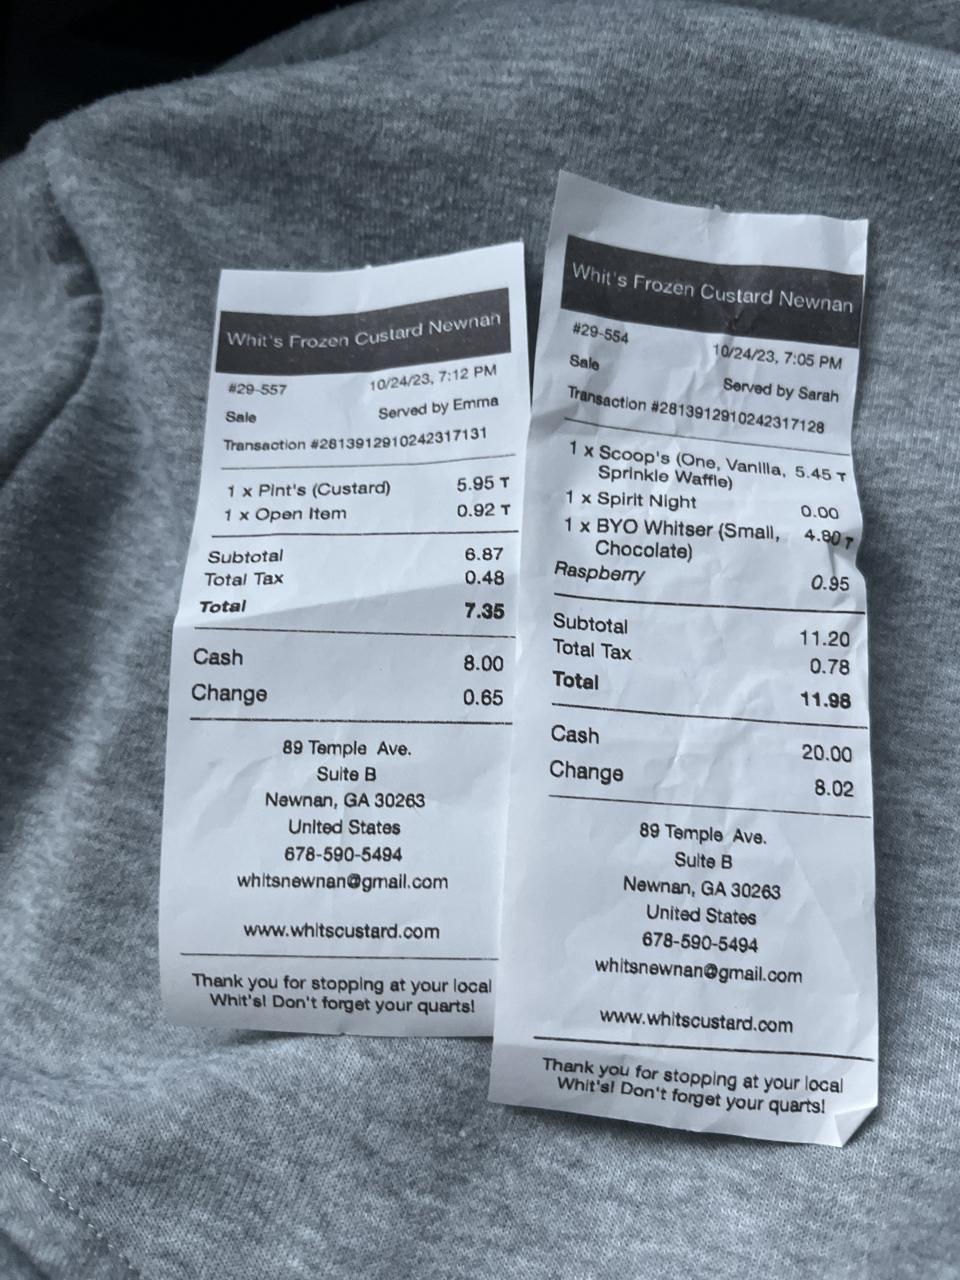 Whit's Frozen Custard Newnan
#29-557 10/24/23, 7:12 PM
Sale Served by Emma
Transaction #2813912910242317131
1 x Pint's (Custard) 5.95 T
1 x Open Item 0.92 T
Subtotal 6.87
Total Tax 0.48
Total 7.35
Cash 8.00
Change 0.65
89 Temple Ave.
Suite B
Newnan, GA 30263
United States
678-590-5494
whitsnewnan@gmail.com
www.whitscustard.com
Thank you for stopping at your local
Whit's! Don't forget your quarts!
Whit's Frozen Custard Newnan
#29-554 10/24/23, 7:05 PM
Sale Served by Sarah
Transaction #2813912910242317128
1 x Scoop's (One, Vanilla, 5.45 T
Sprinkle Waffle)
1 x Spirit Night 0.00
1 x BYO Whitser (Small, 4.80 T
Chocolate)
Raspberry 0.95
Subtotal 11.20
Total Tax 0.78
Total 11.98
Cash 20.00
Change 8.02
89 Temple Ave.
Suite B
Newnan, GA 30263
United States
678-590-5494
whitsnewnan@gmail.com
www.whitscustard.com
Thank you for stopping at your local
Whit's! Don't forget your quarts!